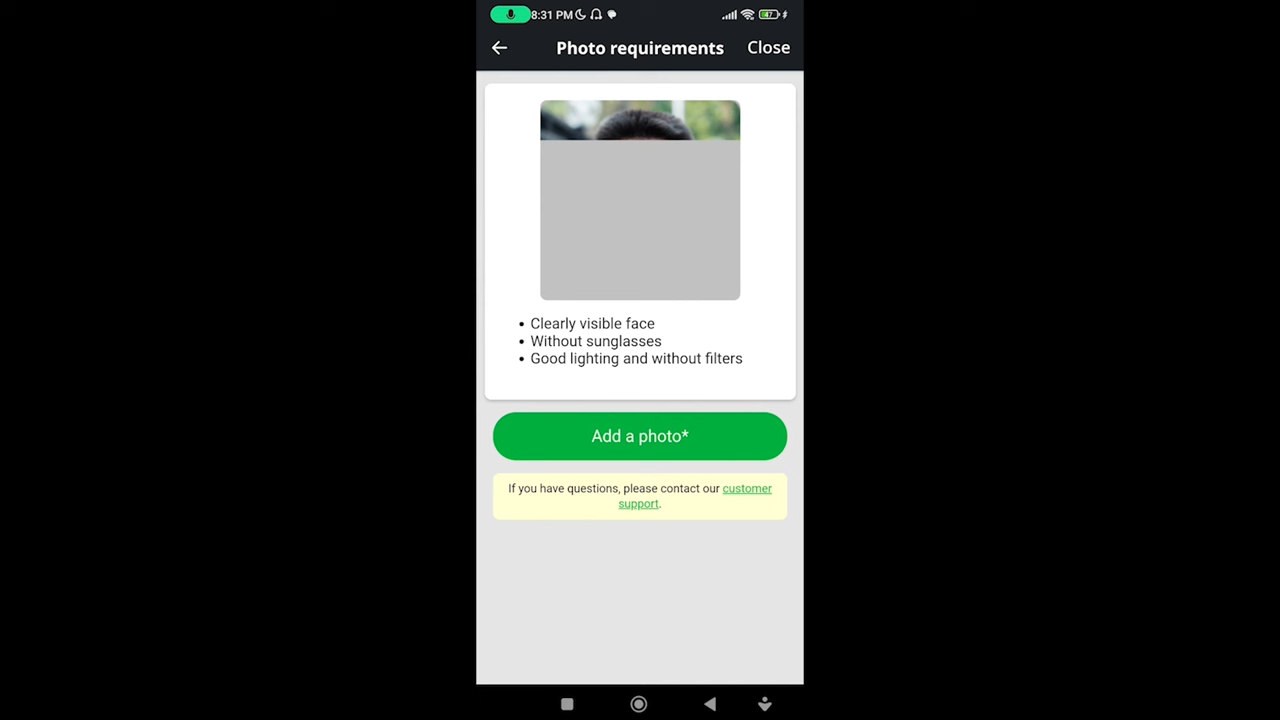 8:31 PM
47
Photo requirements
Close
• Clearly visible face
• Without sunglasses
• Good lighting and without filters
Add a photo*
If you have questions, please contact our customer
support.